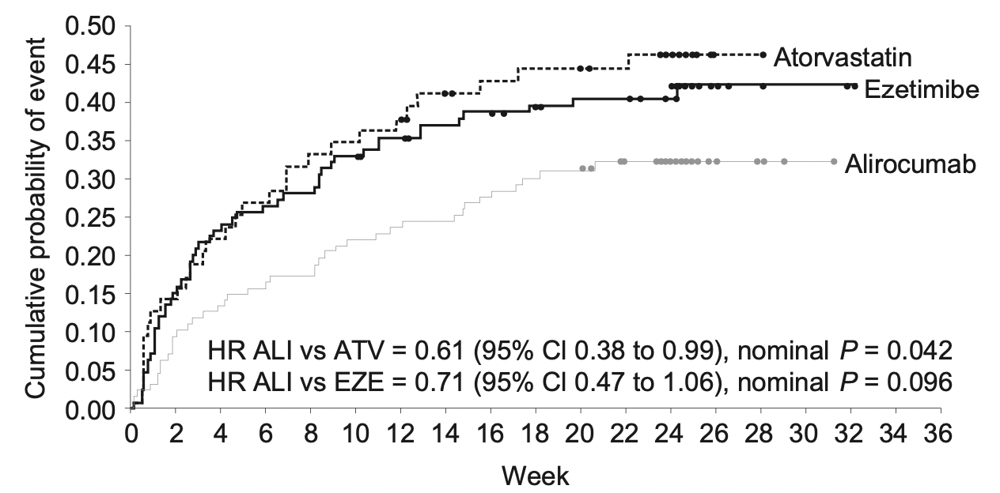 Cumulative probability of event
0.50
0.45
0.40
0.35
0.30
0.25
0.20
0.15
0.10
0.05
0.00
Atorvastatin
Ezetimibe
Alirocumab
HR ALI vs ATV = 0.61 (95% CI 0.38 to 0.99), nominal P = 0.042
HR ALI vs EZE = 0.71 (95% CI 0.47 to 1.06), nominal P = 0.096
0 2 4 6 8 10 12 14 16 18 20 22 24 26 28 30 32 34 36
Week